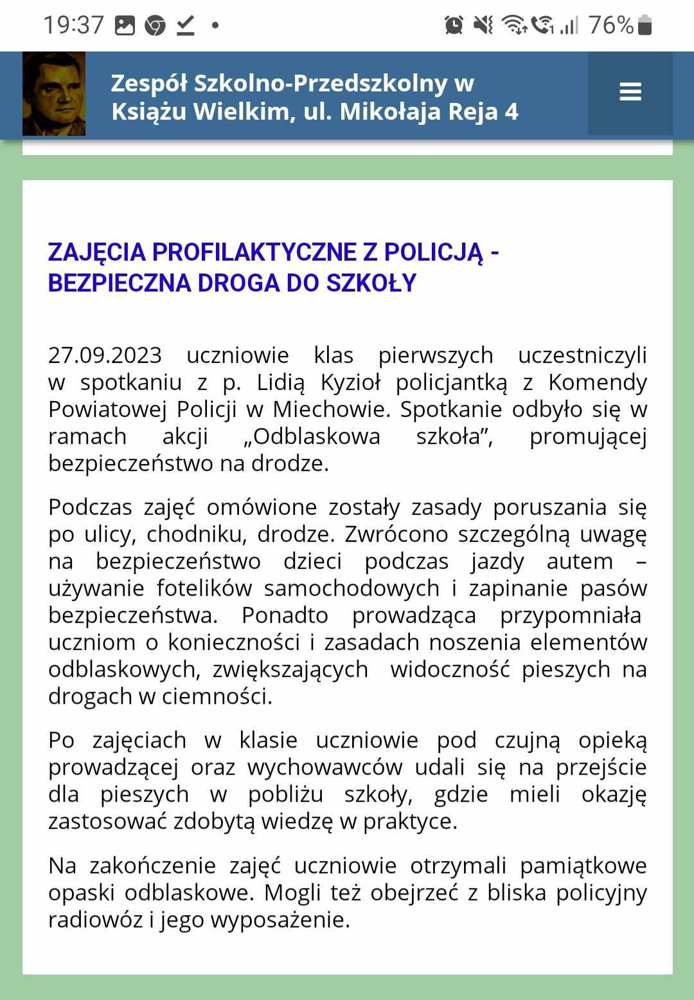 19:37
76%
Zespół Szkolno-Przedszkolny w
Książu Wielkim, ul. Mikołaja Reja 4
ZAJĘCIA PROFILAKTYCZNE Z POLICJĄ -
BEZPIECZNA DROGA DO SZKOŁY
27.09.2023 uczniowie klas pierwszych uczestniczyli
w spotkaniu z p. Lidią Kyzioł policjantką z Komendy
Powiatowej Policji w Miechowie. Spotkanie odbyło się w
ramach akcji „Odblaskowa szkoła”, promującej
bezpieczeństwo na drodze.
Podczas zajęć omówione zostały zasady poruszania się
po ulicy, chodniku, drodze. Zwrócono szczególną uwagę
na bezpieczeństwo dzieci podczas jazdy autem –
używanie fotelików samochodowych i zapinanie pasów
bezpieczeństwa. Ponadto prowadząca przypomniała
uczniom o konieczności i zasadach noszenia elementów
odblaskowych, zwiększających widoczność pieszych na
drogach w ciemności.
Po zajęciach w klasie uczniowie pod czujną opieką
prowadzącej oraz wychowawców udali się na przejście
dla pieszych w pobliżu szkoły, gdzie mieli okazję
zastosować zdobytą wiedzę w praktyce.
Na zakończenie zajęć uczniowie otrzymali pamiątkowe
opaski odblaskowe. Mogli też obejrzeć z bliska policyjny
radiowóz i jego wyposażenie.